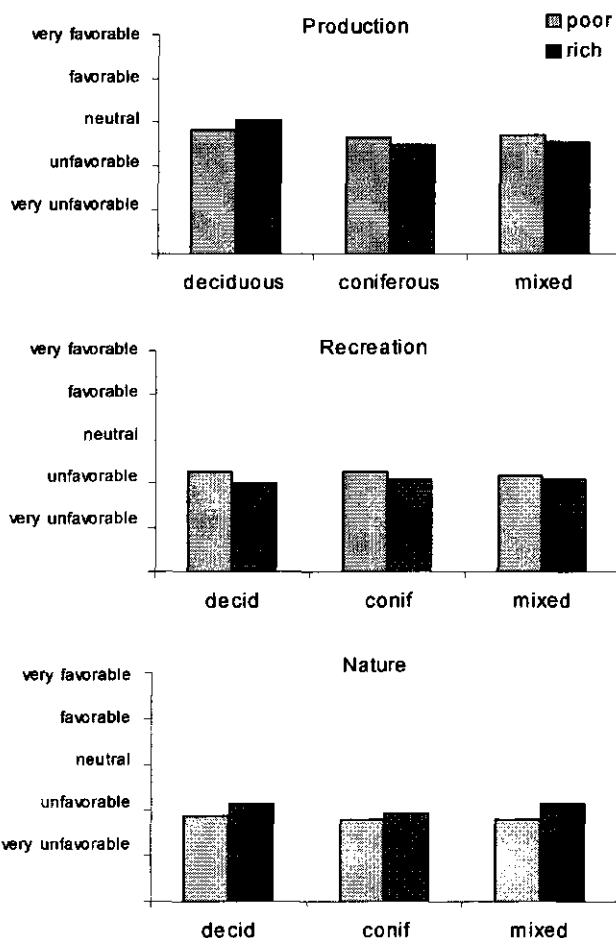 Production
poor
rich
very favorable
favorable
neutral
unfavorable
very unfavorable
deciduous coniferous mixed
Recreation
very favorable
favorable
neutral
unfavorable
very unfavorable
decid conif mixed
Nature
very favorable
favorable
neutral
unfavorable
very unfavorable
decid conif mixed